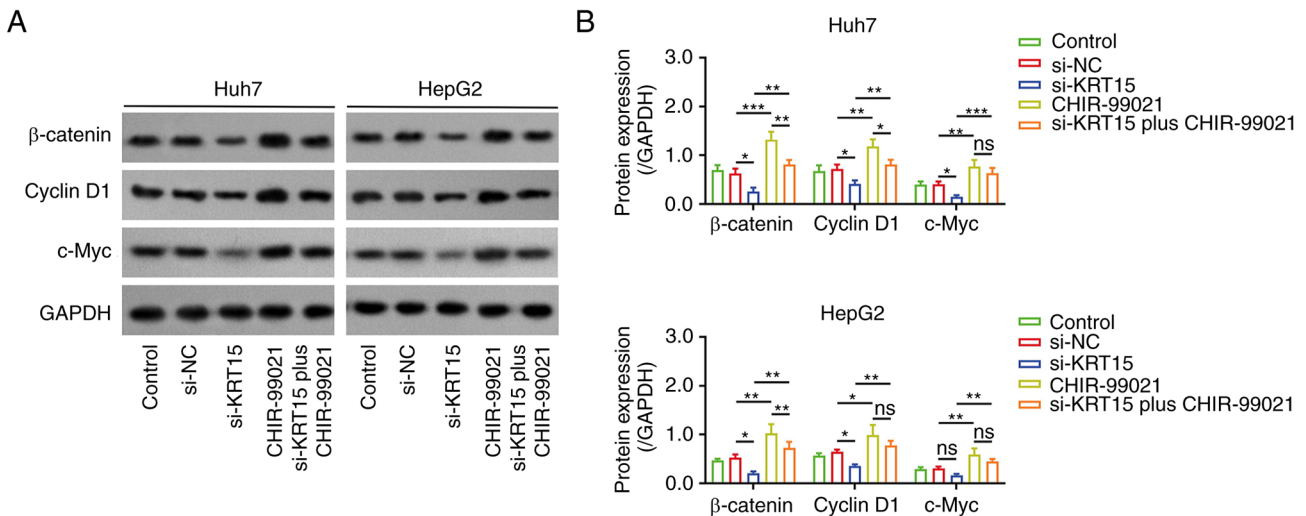 A
Huh7
HepG2
β-catenin
Cyclin D1
c-Myc
GAPDH
Control
si-NC
si-KRT15
CHIR-99021
si-KRT15 plus
CHIR-99021
Control
si-NC
si-KRT15
CHIR-99021
si-KRT15 plus
CHIR-99021
B
Huh7
Protein expression
(/GAPDH)
3.0
2.0
1.0
0.0
** ** ***
*** ** **
** * ns
* * *
β-catenin Cyclin D1 c-Myc
Control
si-NC
si-KRT15
CHIR-99021
si-KRT15 plus CHIR-99021
HepG2
Protein expression
(/GAPDH)
3.0
2.0
1.0
0.0
** ** **
** * **
** ns ns
* * ns
β-catenin Cyclin D1 c-Myc
Control
si-NC
si-KRT15
CHIR-99021
si-KRT15 plus CHIR-99021